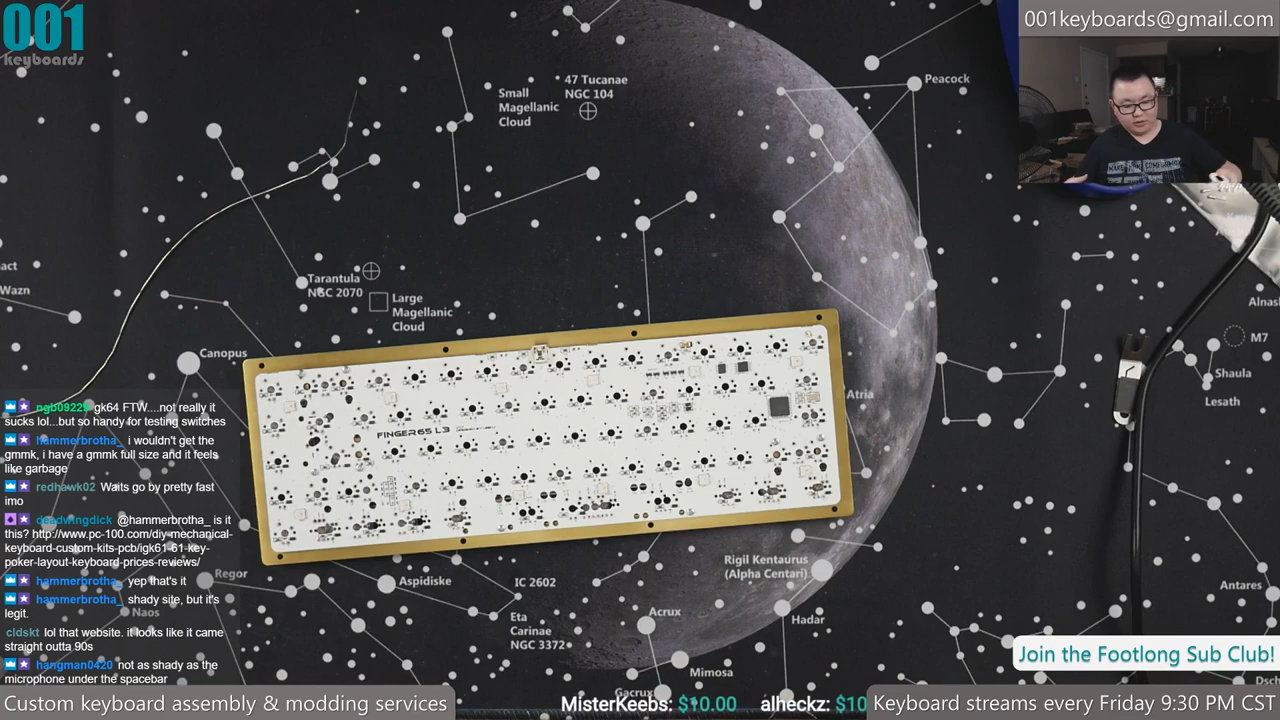 001
keyboards
001keyboards@gmail.com
47 Tucanae
NGC 104
Small
Magellanic
Cloud
Peacock
Tarantula
NGC 2070
Large
Magellanic
Cloud
Wazn
Canopus
M7
Shaula
Lesath
Atria
FINGER65 L3
ngb09229 gk64 FTW....not really it
sucks lol...but so handy for testing switches
hammerbrotha_ i wouldn't get the
gmmk, i have a gmmk full size and it feels
like garbage
redhawk02 Waits go by pretty fast
imo
deadwingdick @hammerbrotha_ is it
this? http://www.pc-100.com/diy-mechanical-
keyboard-custom-kits-pcb/igk61-61-key-
poker-layout-keyboard-prices-reviews/
hammerbrotha_ yep that's it
hammerbrotha_ shady site, but it's
legit.
cldskt lol that website. it looks like it came
straight outta 90s
hangman0420 not as shady as the
microphone under the spacebar
Regor
Naos
Aspidiske
IC 2602
Eta
Carinae
NGC 3372
Rigil Kentaurus
(Alpha Centari)
Acrux
Hadar
Mimosa
Gacrux
Antares
Join the Footlong Sub Club!
Custom keyboard assembly & modding services
MisterKeebs: $10.00 alheckz: $10
Keyboard streams every Friday 9:30 PM CST